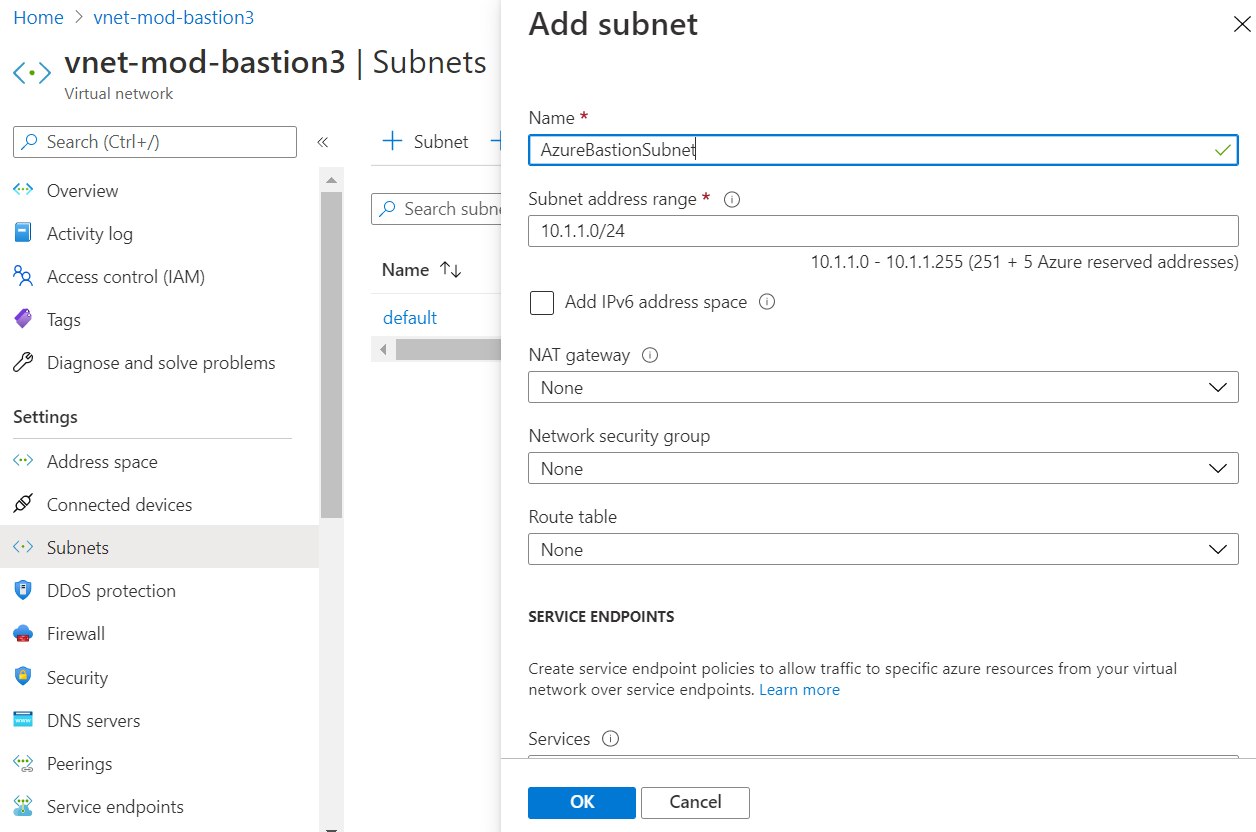 Home > vnet-mod-bastion3
vnet-mod-bastion3 | Subnets
Virtual network
Search (Ctrl+/)
«
Overview
Activity log
Access control (IAM)
Tags
Diagnose and solve problems
Settings
Address space
Connected devices
Subnets
DDoS protection
Firewall
Security
DNS servers
Peerings
Service endpoints
+ Subnet +
Search subne
Name ↑↓
default
Add subnet
Name *
AzureBastionSubnet
Subnet address range *
10.1.1.0/24
10.1.1.0 - 10.1.1.255 (251 + 5 Azure reserved addresses)
Add IPv6 address space
NAT gateway
None
Network security group
None
Route table
None
SERVICE ENDPOINTS
Create service endpoint policies to allow traffic to specific azure resources from your virtual
network over service endpoints. Learn more
Services
OK
Cancel